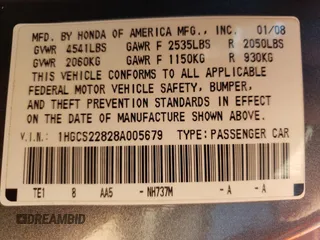 MFD. BY HONDA OF AMERICA MFG., INC. 01/08
GVWR 4541LBS GAWR F 2535LBS R 2050LBS
GVWR 2060KG GAWR F 1150KG R 930KG
THIS VEHICLE CONFORMS TO ALL APPLICABLE
FEDERAL MOTOR VEHICLE SAFETY, BUMPER,
AND THEFT PREVENTION STANDARDS IN EFFECT
ON THE DATE OF MANUFACTURE SHOWN ABOVE.
V.I.N: 1HGCS22828A005679 TYPE: PASSENGER CAR
TE1 B AA5 -NH737M -A -A
DREAMBID